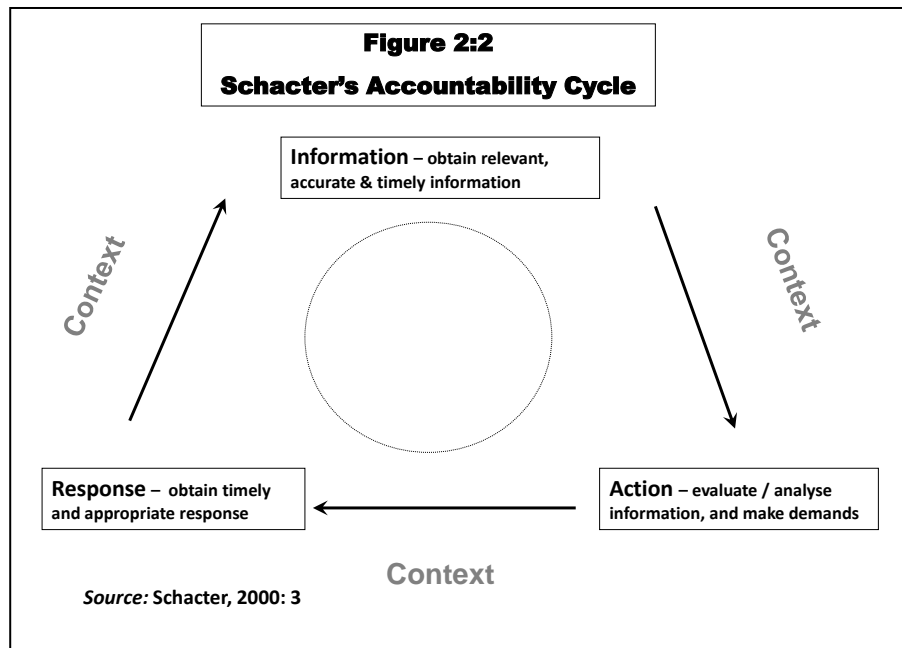 Figure 2:2
Schacter’s Accountability Cycle
Information – obtain relevant,
accurate & timely information
Context
Context
Response – obtain timely
and appropriate response
Action – evaluate / analyse
information, and make demands
Context
Source: Schacter, 2000: 3